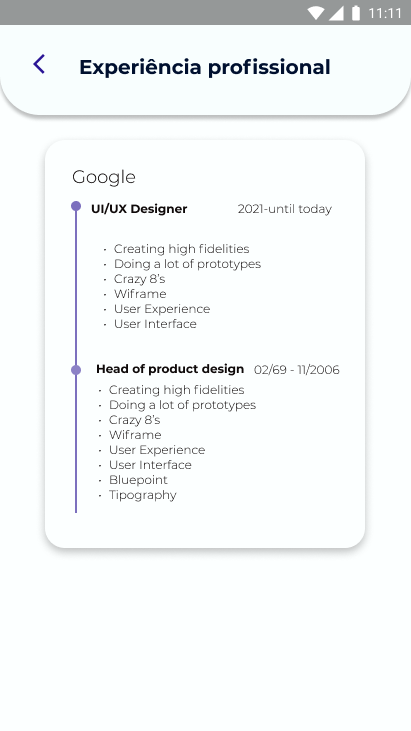 11:11
Experiência profissional
Google
UI/UX Designer 2021-until today
• Creating high fidelities
• Doing a lot of prototypes
• Crazy 8's
• Wiframe
• User Experience
• User Interface
Head of product design 02/69 - 11/2006
• Creating high fidelities
• Doing a lot of prototypes
• Crazy 8's
• Wiframe
• User Experience
• User Interface
• Bluepoint
• Tipography